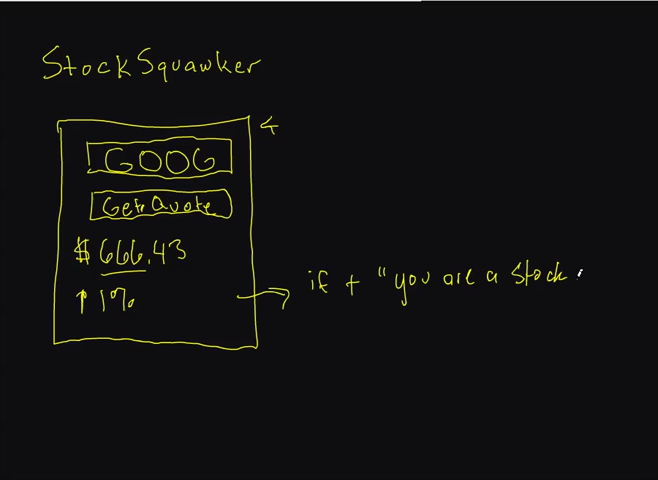 StockSquawker
GOOG
Get Quote
$666.43
↑1%
if + "you are a stock